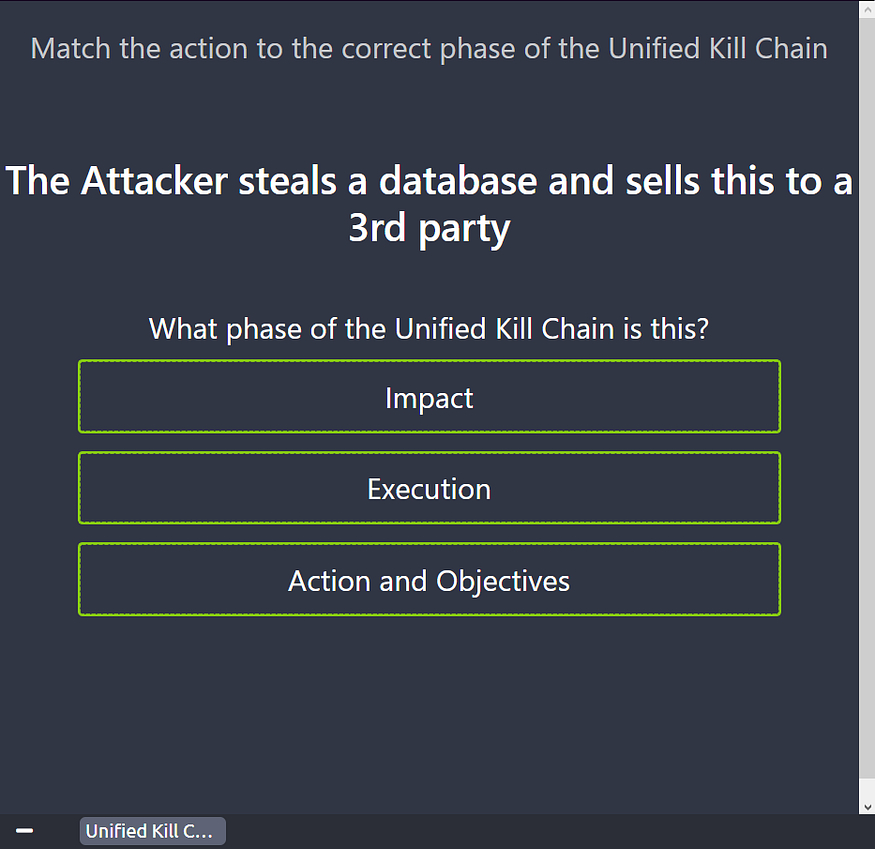 Match the action to the correct phase of the Unified Kill Chain
The Attacker steals a database and sells this to a
3rd party
What phase of the Unified Kill Chain is this?
Impact
Execution
Action and Objectives
Unified Kill C...